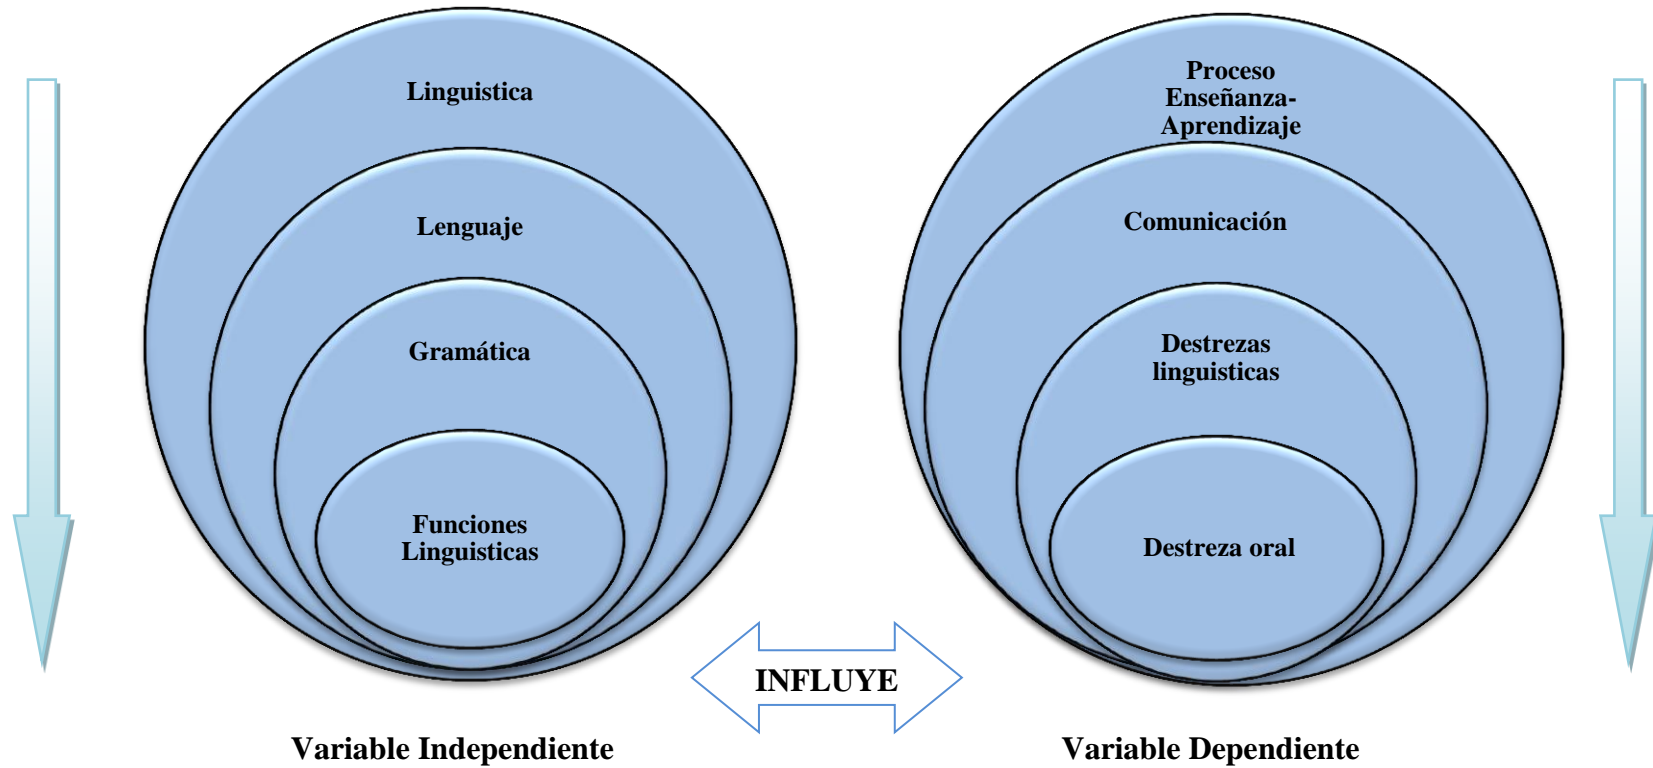 Linguistica
Lenguaje
Gramática
Funciones
Linguisticas
Proceso
Enseñanza-
Aprendizaje
Comunicación
Destrezas
linguisticas
Destreza oral
INFLUYE
Variable Independiente
Variable Dependiente